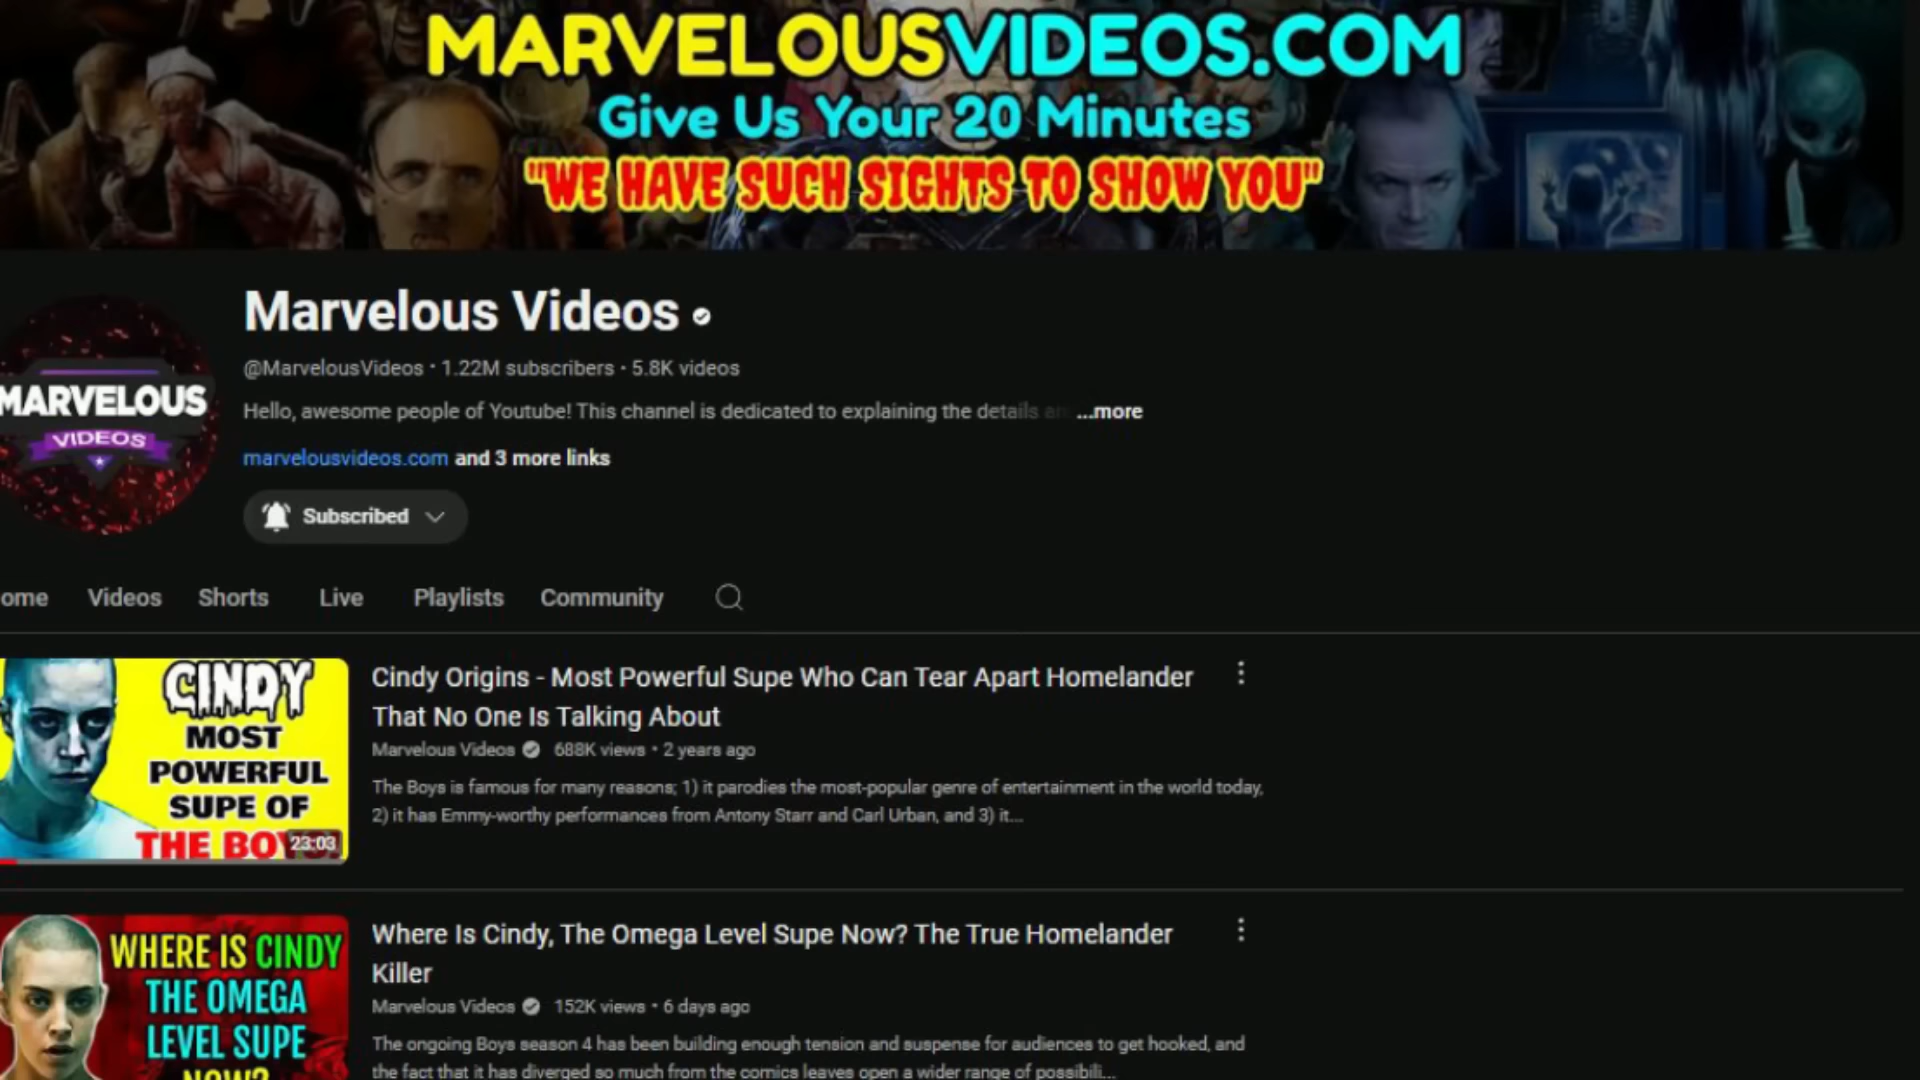 MARVELOUSVIDEOS.COM
Give Us Your 20 Minutes
"WE HAVE SUCH SIGHTS TO SHOW YOU"
MARVELOUS
VIDEOS
Marvelous Videos
@MarvelousVideos • 1.22M subscribers • 5.8K videos
Hello, awesome people of Youtube! This channel is dedicated to explaining the details ...more
marvelousvideos.com and 3 more links
Subscribed
ome Videos Shorts Live Playlists Community
CINDY
MOST
POWERFUL
SUPE OF
THE BOYS!
23:03
Cindy Origins - Most Powerful Supe Who Can Tear Apart Homelander
That No One Is Talking About
Marvelous Videos 688K views • 2 years ago
The Boys is famous for many reasons; 1) it parodies the most-popular genre of entertainment in the world today,
2) it has Emmy-worthy performances from Antony Starr and Carl Urban, and 3) it...
WHERE IS CINDY
THE OMEGA
LEVEL SUPE
NOW?
Where Is Cindy, The Omega Level Supe Now? The True Homelander
Killer
Marvelous Videos 152K views • 6 days ago
The ongoing Boys season 4 has been building enough tension and suspense for audiences to get hooked, and
the fact that it has diverged so much from the comics leaves open a wider range of possibili...